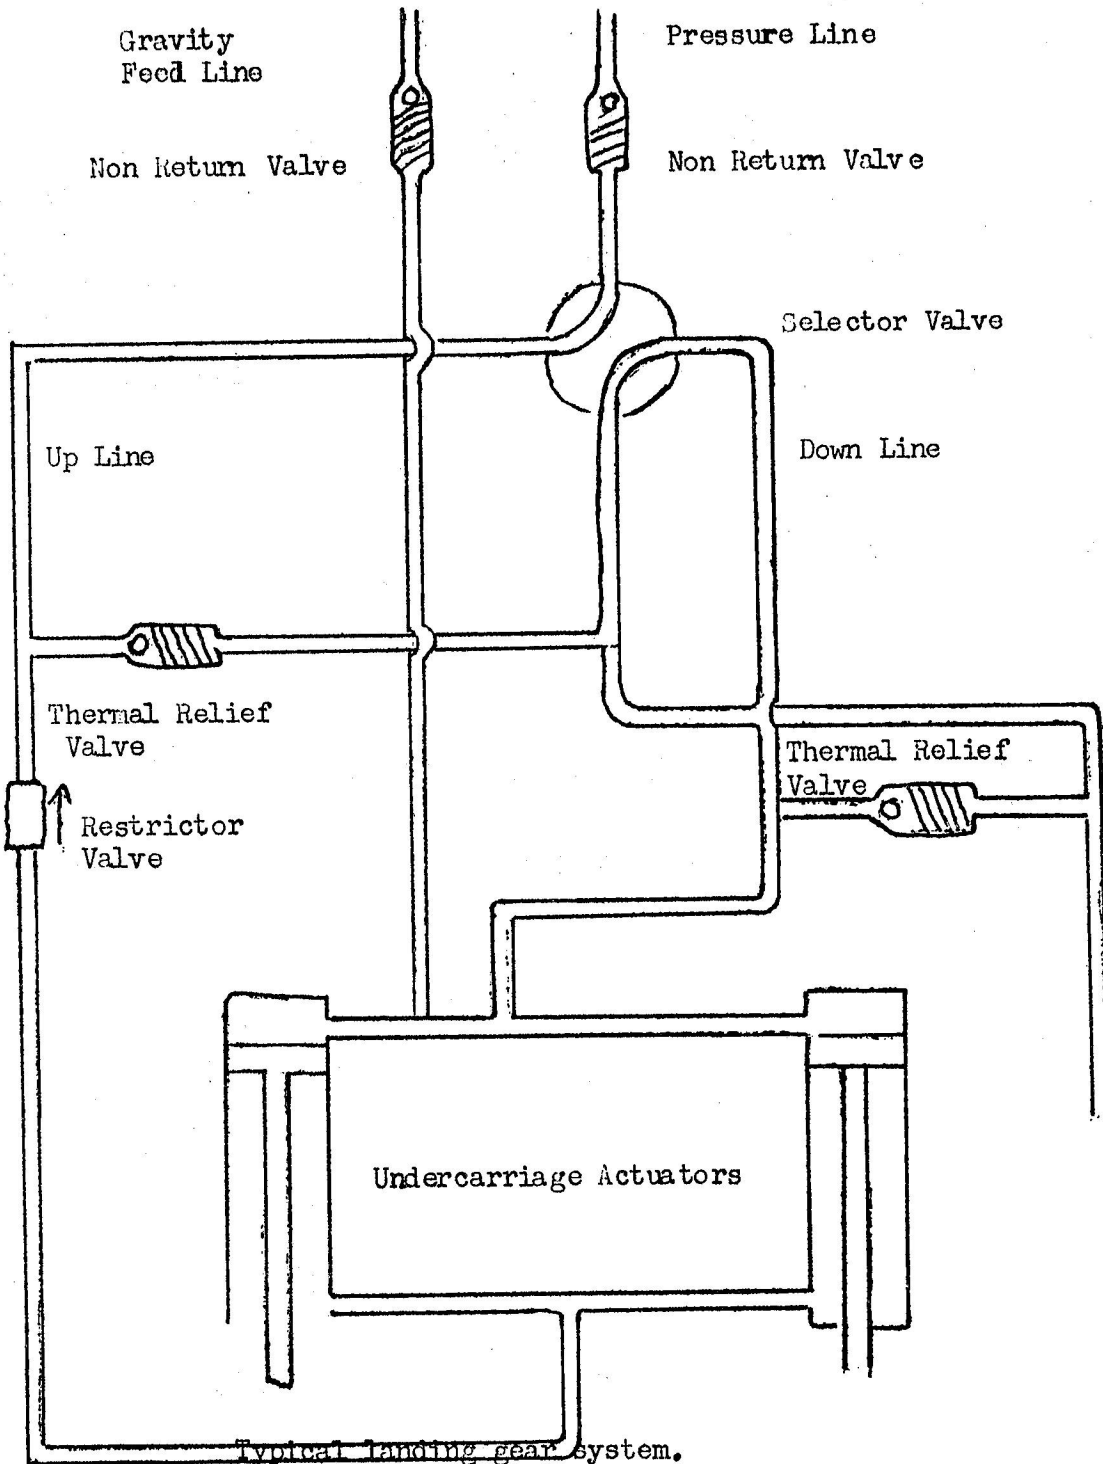 Gravity
Feed Line
Pressure Line
Non Return Valve
Non Return Valve
Selector Valve
Up Line
Down Line
Thermal Relief
Valve
Thermal Relief
Valve
Restrictor
Valve
Undercarriage Actuators
Typical landing gear system.